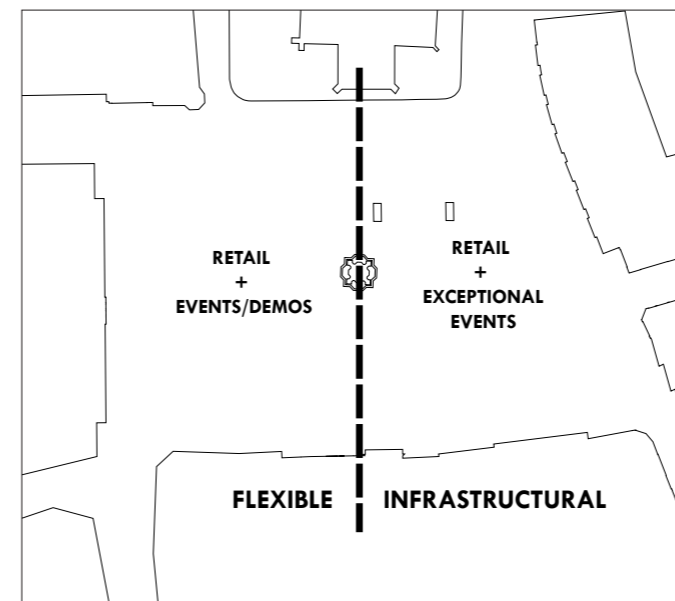 RETAIL
+
EVENTS/DEMOS
RETAIL
+
EXCEPTIONAL
EVENTS
FLEXIBLE
INFRASTRUCTURAL